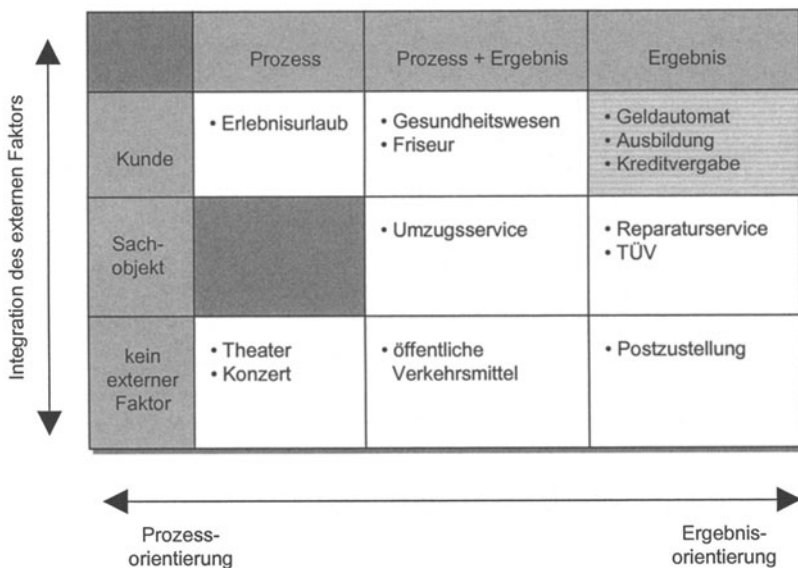 Integration des externen Faktors
Prozess
Prozess + Ergebnis
Ergebnis
Kunde
• Erlebnisurlaub
• Gesundheitswesen
• Friseur
• Geldautomat
• Ausbildung
• Kreditvergabe
Sach-
objekt
• Umzugsservice
• Reparaturservice
• TÜV
kein
externer
Faktor
• Theater
• Konzert
• öffentliche
Verkehrsmittel
• Postzustellung
Prozess-
orientierung
Ergebnis-
orientierung